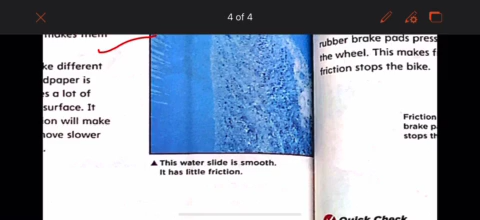 4 of 4
makes them
ke different
dpaper is
s a lot of
surface. It
ion will make
ove slower
▲ This water slide is smooth.
It has little friction.
rubber brake pads press
the wheel. This makes f
friction stops the bike.
Friction
brake p
stops th
Quick Check